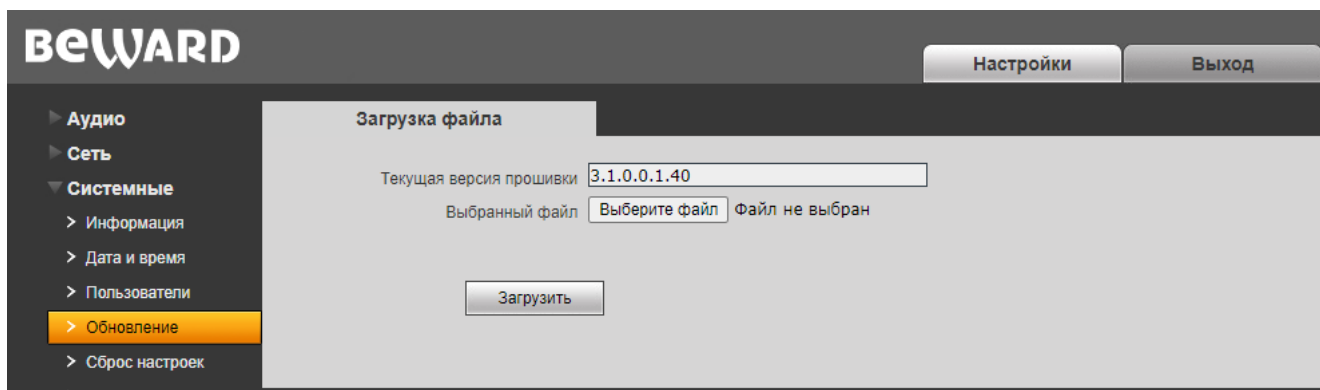 BEWARD
Настройки
Выход
Аудио
Сеть
Системные
> Информация
> Дата и время
> Пользователи
> Обновление
> Сброс настроек
Загрузка файла
Текущая версия прошивки 3.1.0.0.1.40
Выбранный файл Выберите файл Файл не выбран
Загрузить